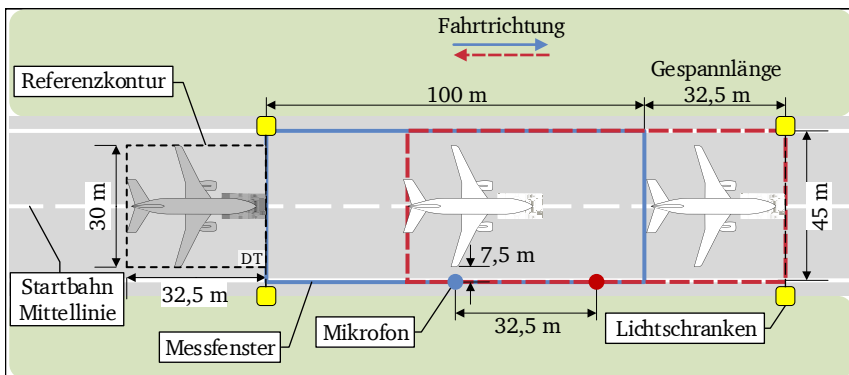 Fahrtrichtung
Referenzkontur
Gespannlänge
100 m
32,5 m
30 m
45 m
7,5 m
DT
Startbahn
Mittellinie
32,5 m
Mikrofon
32,5 m
Lichtschranken
Messfenster